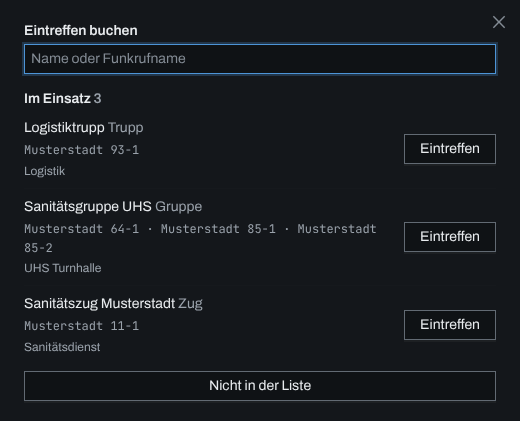 Eintreffen buchen
Name oder Funkrufname
Im Einsatz 3
Logistiktrupp Trupp
Musterstadt 93-1
Logistik
Eintreffen
Sanitätsgruppe UHS Gruppe
Musterstadt 64-1 · Musterstadt 85-1 · Musterstadt
85-2
UHS Turnhalle
Eintreffen
Sanitätszug Musterstadt Zug
Musterstadt 11-1
Sanitätsdienst
Eintreffen
Nicht in der Liste